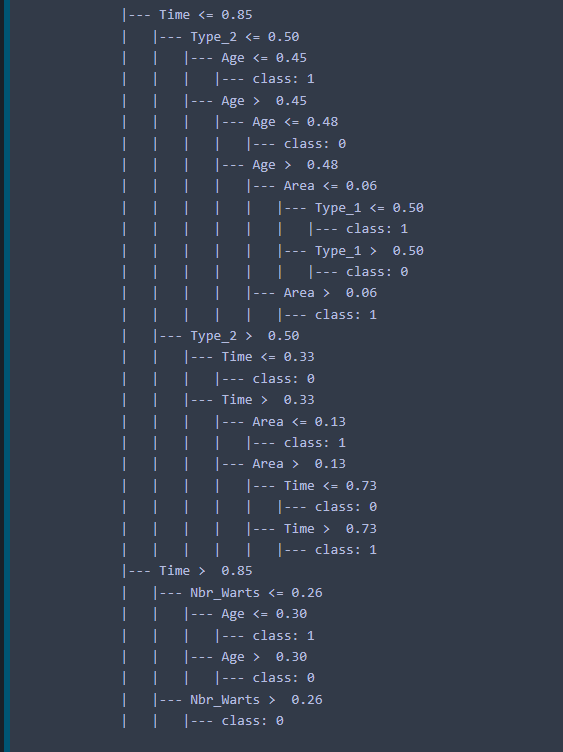 |--- Time <= 0.85
|   |--- Type_2 <= 0.50
|   |   |--- Age <= 0.45
|   |   |   |--- class: 1
|   |   |--- Age >  0.45
|   |   |   |--- Age <= 0.48
|   |   |   |   |--- class: 0
|   |   |   |--- Age >  0.48
|   |   |   |   |--- Area <= 0.06
|   |   |   |   |   |--- Type_1 <= 0.50
|   |   |   |   |   |   |--- class: 1
|   |   |   |   |   |--- Type_1 >  0.50
|   |   |   |   |   |   |--- class: 0
|   |   |   |   |--- Area >  0.06
|   |   |   |   |   |--- class: 1
|   |--- Type_2 >  0.50
|   |   |--- Time <= 0.33
|   |   |   |--- class: 0
|   |   |--- Time >  0.33
|   |   |   |--- Area <= 0.13
|   |   |   |   |--- class: 1
|   |   |   |--- Area >  0.13
|   |   |   |   |--- Time <= 0.73
|   |   |   |   |   |--- class: 0
|   |   |   |   |--- Time >  0.73
|   |   |   |   |   |--- class: 1
|--- Time >  0.85
|   |--- Nbr_Warts <= 0.26
|   |   |--- Age <= 0.30
|   |   |   |--- class: 1
|   |   |--- Age >  0.30
|   |   |   |--- class: 0
|   |--- Nbr_Warts >  0.26
|   |   |--- class: 0